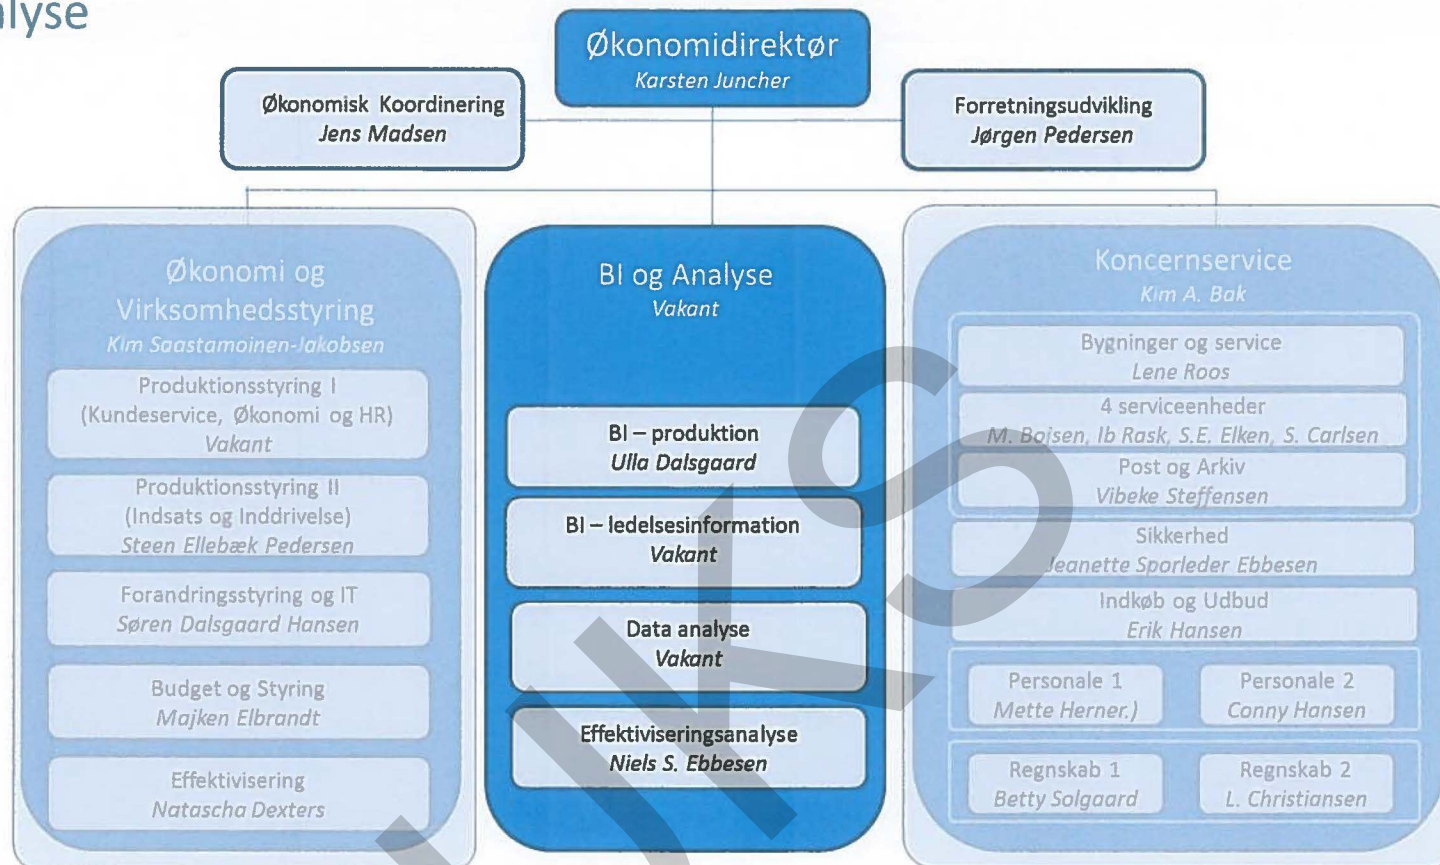 alyse
Økonomidirektør
Karsten Juncher
Økonomisk Koordinering
Jens Madsen
Forretningsudvikling
Jørgen Pedersen
Økonomi og
Virksomhedsstyring
Kim Saastamoinen-Jakobsen
Produktionsstyring I
(Kundeservice, Økonomi og HR)
Vakant
Produktionsstyring II
(Indsats og Inddrivelse)
Steen Ellebæk Pedersen
Forandringsstyring og IT
Søren Dalsgaard Hansen
Budget og Styring
Majken Elbrandt
Effektivisering
Natascha Dexters
BI og Analyse
Vakant
BI – produktion
Ulla Dalsgaard
BI – ledelsesinformation
Vakant
Data analyse
Vakant
Effektiviseringsanalyse
Niels S. Ebbesen
Koncernservice
Kim A. Bak
Bygninger og service
Lene Roos
4 serviceenheder
M. Bojsen, Ib Rask, S.E. Elken, S. Carlsen
Post og Arkiv
Vibeke Steffensen
Sikkerhed
Jeanette Sporleder Ebbesen
Indkøb og Udbud
Erik Hansen
Personale 1
Mette Herner.)
Personale 2
Conny Hansen
Regnskab 1
Betty Solgaard
Regnskab 2
L. Christiansen